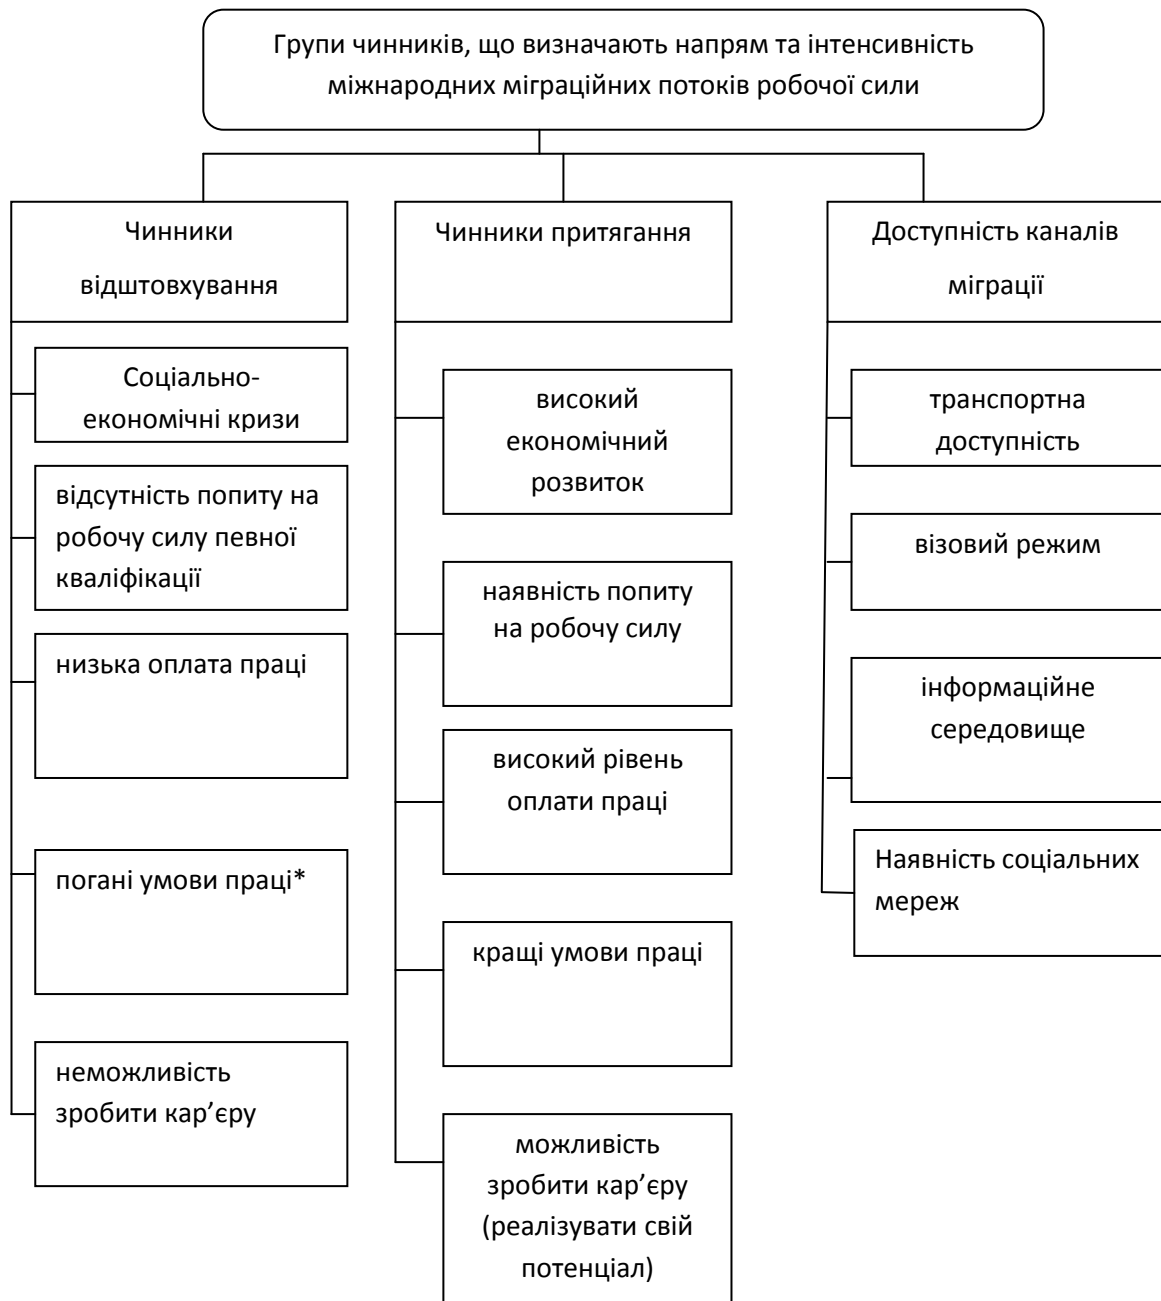 Групи чинників, що визначають напрям та інтенсивність
міжнародних міграційних потоків робочої сили
Чинники
відштовхування
Соціально-
економічні кризи
відсутність попиту на
робочу силу певної
кваліфікації
низька оплата праці
погані умови праці*
неможливість
зробити кар’єру
Чинники притягання
високий
економічний
розвиток
наявність попиту
на робочу силу
високий рівень
оплати праці
кращі умови праці
можливість
зробити кар’єру
(реалізувати свій
потенціал)
Доступність каналів
міграції
транспортна
доступність
візовий режим
інформаційне
середовище
Наявність соціальних
мереж